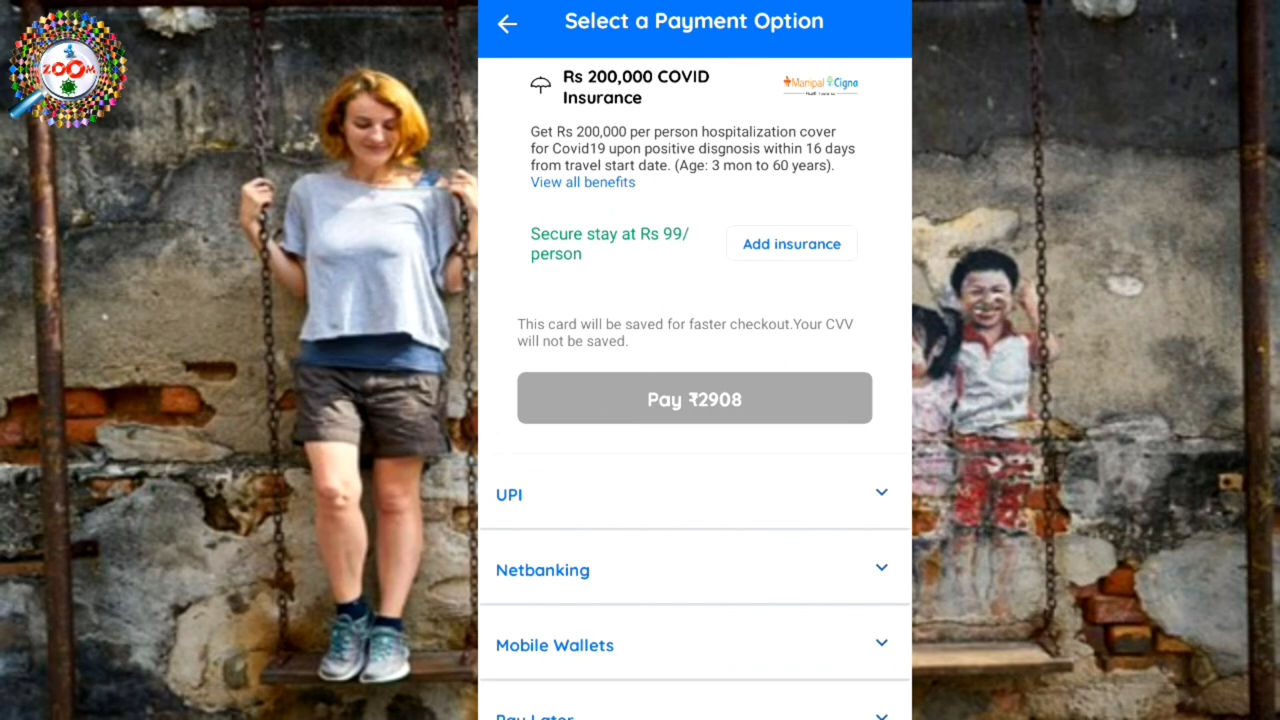 ZOOM
Select a Payment Option
Rs 200,000 COVID
Insurance
ManipalCigna
Get Rs 200,000 per person hospitalization cover
for Covid19 upon positive disgnosis within 16 days
from travel start date. (Age: 3 mon to 60 years).
View all benefits
Secure stay at Rs 99/
person
Add insurance
This card will be saved for faster checkout.Your CVV
will not be saved.
Pay ₹2908
UPI
Netbanking
Mobile Wallets
Pay Later